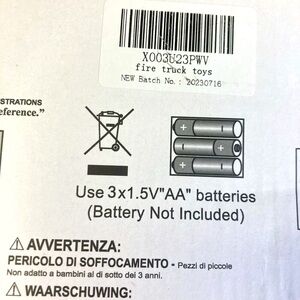 X003U23PWV
fire truck toys
NEW Batch No.: 20230716
STRATIONS
eference."
Use 3x1.5V"AA" batteries
(Battery Not Included)
⚠ AVVERTENZA:
PERICOLO DI SOFFOCAMENTO - Pezzi di piccole
Non adatto a bambini al di sotto dei 3 anni.
⚠ WAARSCHUWING: